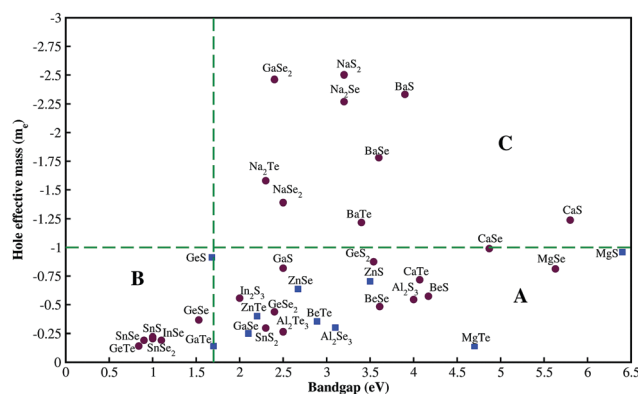 Hole effective mass (mₑ)
-3
-2.75
-2.5
-2.25
-2
-1.75
-1.5
-1.25
-1
-0.75
-0.5
-0.25
0
GaSe₂
NaS₂
Na₂Se
BaS
C
BaSe
Na₂Te
NaSe₂
BaTe
CaS
CaSe
MgS
GeS
GeS₂
GaS
B
ZnSe
ZnS
CaTe
MgSe
A
In₂S₃
Al₂S₃
BeS
GeSe
ZnTe
GeSe₂
BeTe
BeSe
SnS
SnSe
InSe
GaTe
GaSe
Al₂Te₃
SnS₂
Al₂Se₃
MgTe
GeTe
SnSe₂
0 0.5 1 1.5 2 2.5 3 3.5 4 4.5 5 5.5 6 6.5
Bandgap (eV)